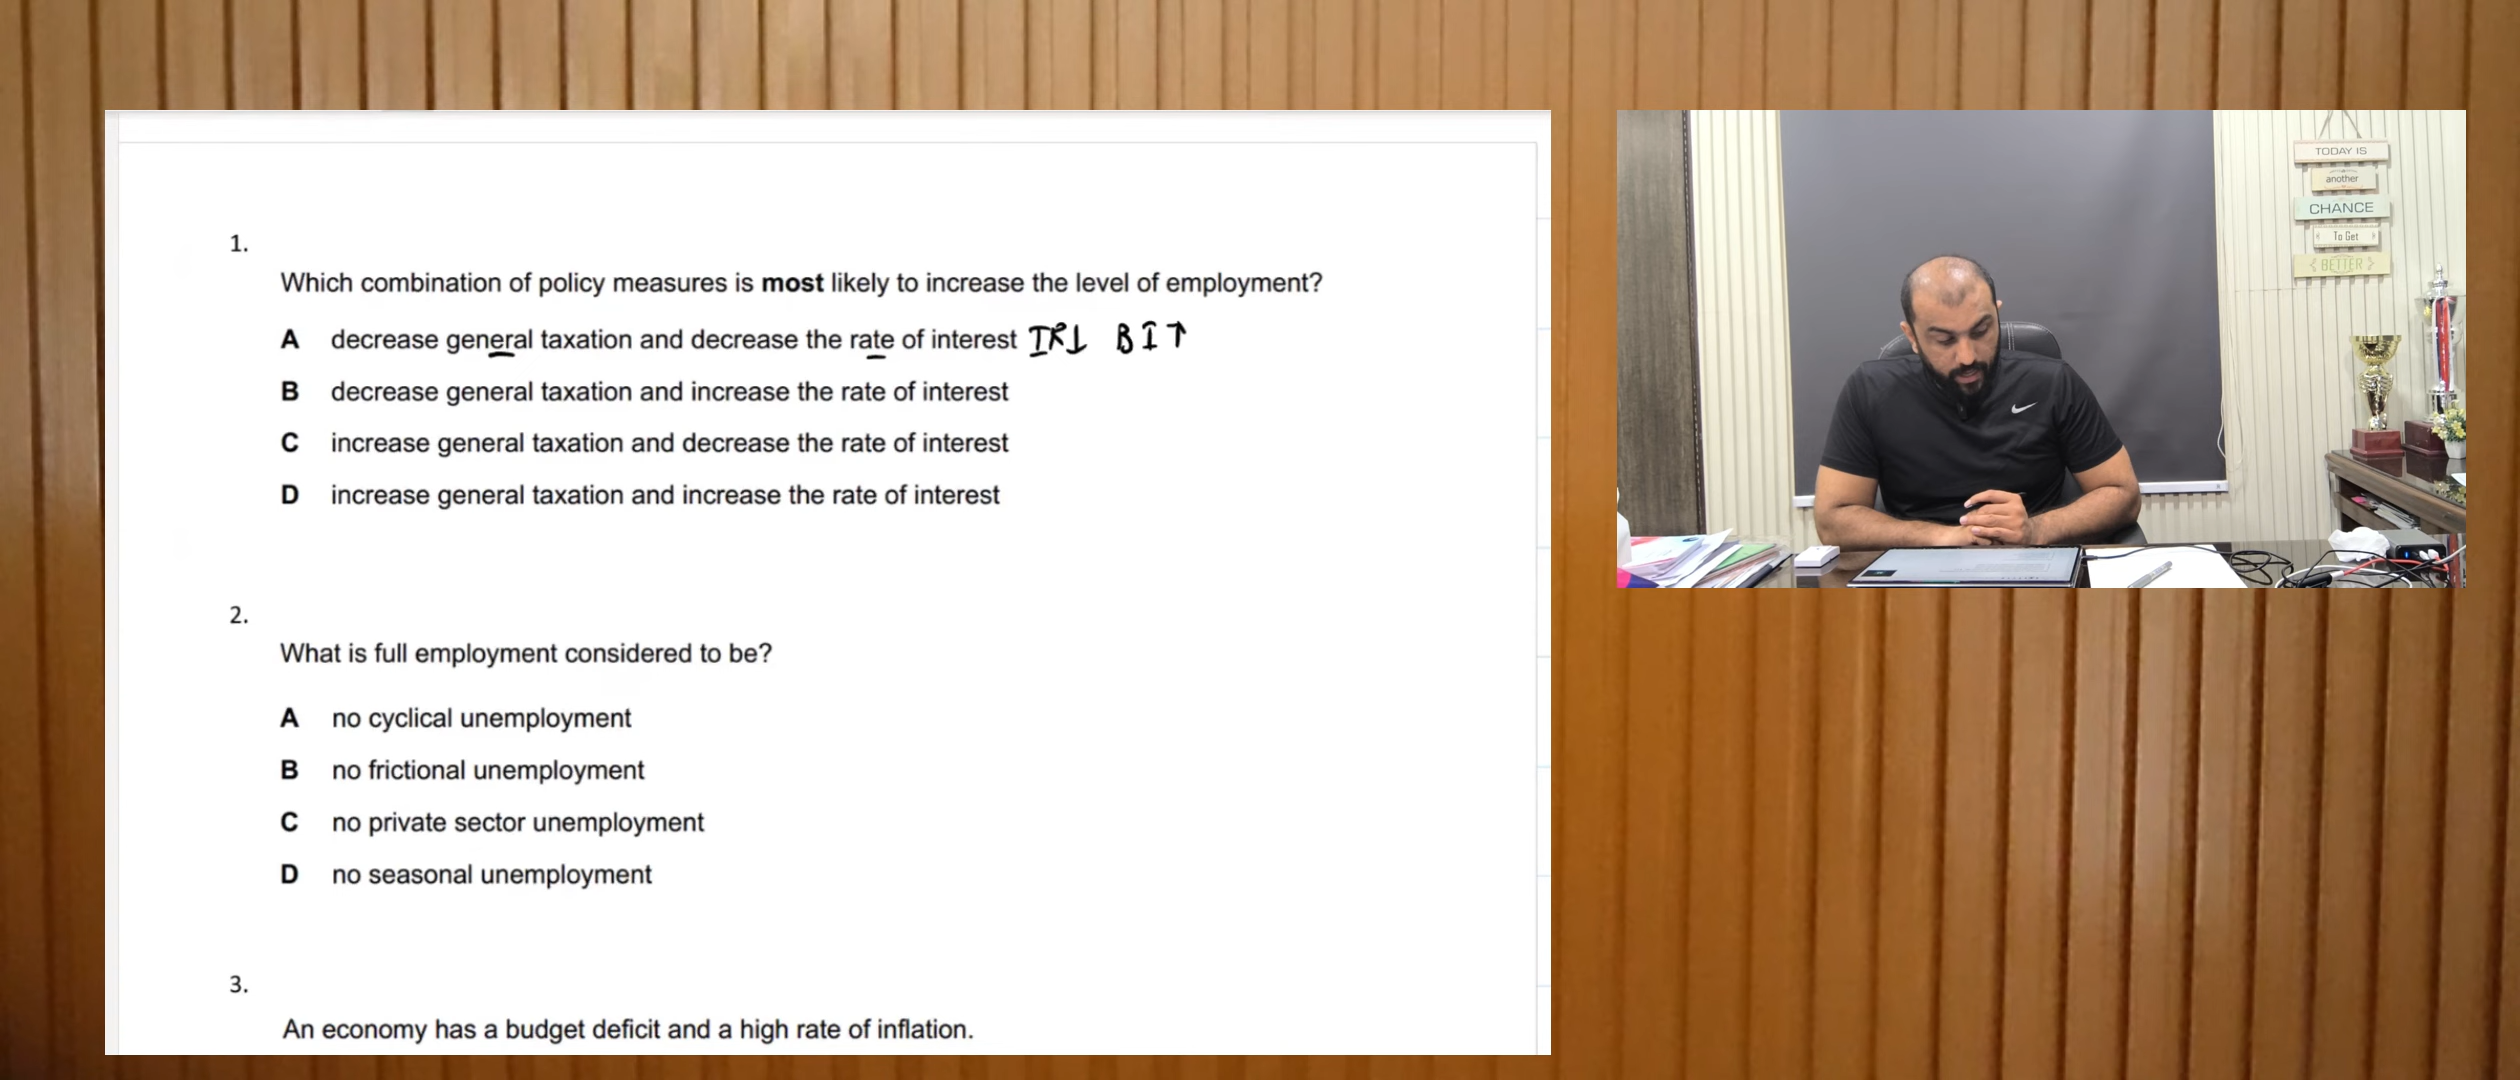 1.
Which combination of policy measures is most likely to increase the level of employment?
A decrease general taxation and decrease the rate of interest IR↓ BI↑
B decrease general taxation and increase the rate of interest
C increase general taxation and decrease the rate of interest
D increase general taxation and increase the rate of interest
2.
What is full employment considered to be?
A no cyclical unemployment
B no frictional unemployment
C no private sector unemployment
D no seasonal unemployment
3.
An economy has a budget deficit and a high rate of inflation.
TODAY IS
another
CHANCE
To Get
BETTER